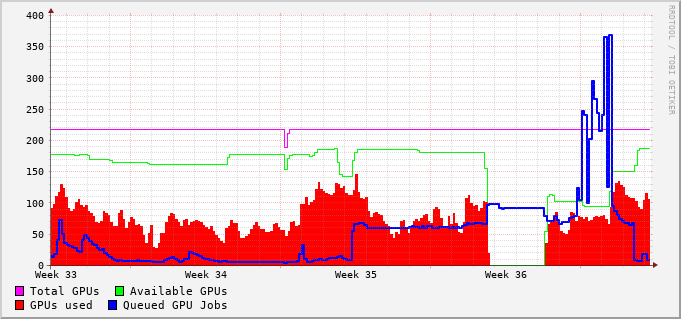 400
350
300
250
200
150
100
50
0
Week 33 Week 34 Week 35 Week 36
Total GPUs Available GPUs
GPUs used Queued GPU Jobs
RRDTOOL / TOBI OETIKER